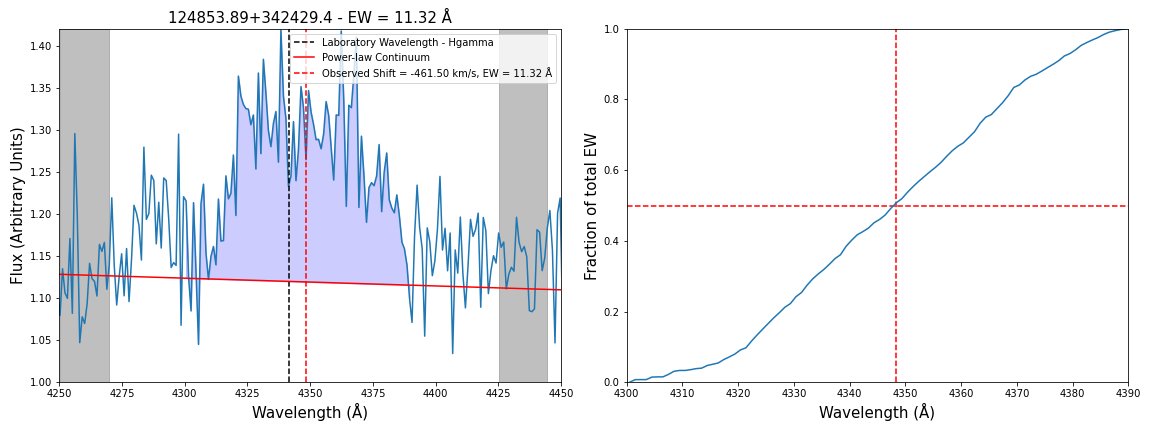 124853.89+342429.4 - EW = 11.32 Å
Laboratory Wavelength - Hgamma
Power-law Continuum
Observed Shift = -461.50 km/s, EW = 11.32 Å
Flux (Arbitrary Units)
1.40
1.35
1.30
1.25
1.20
1.15
1.10
1.05
1.00
4250 4275 4300 4325 4350 4375 4400 4425 4450
Wavelength (Å)
Fraction of total EW
1.0
0.8
0.6
0.4
0.2
0.0
4300 4310 4320 4330 4340 4350 4360 4370 4380 4390
Wavelength (Å)